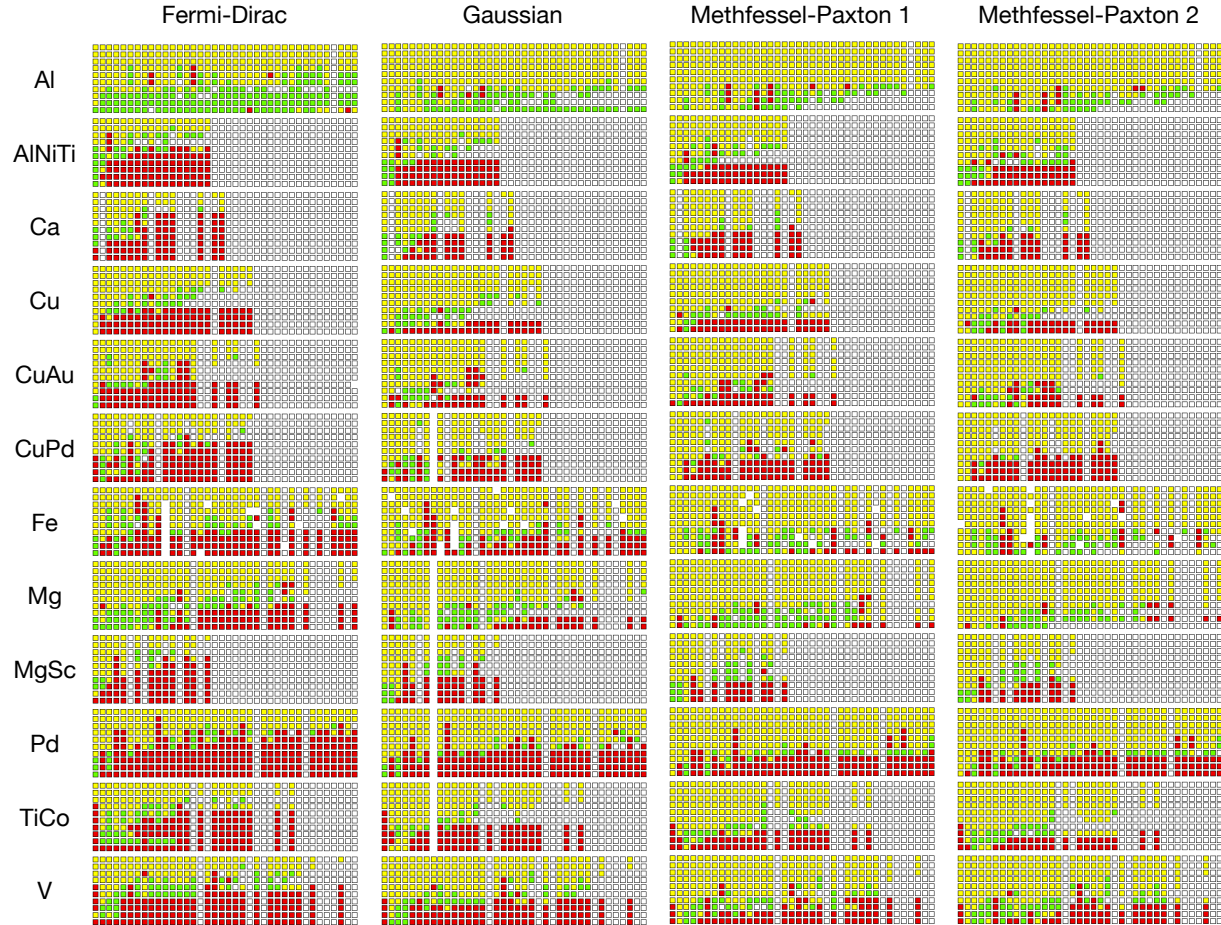 Fermi-Dirac Gaussian Methfessel-Paxton 1 Methfessel-Paxton 2
Al
AlNiTi
Ca
Cu
CuAu
CuPd
Fe
Mg
MgSc
Pd
TiCo
V